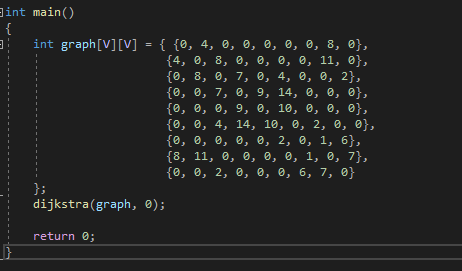 int main()
{
int graph[V][V] = { {0, 4, 0, 0, 0, 0, 0, 8, 0},
{4, 0, 8, 0, 0, 0, 0, 11, 0},
{0, 8, 0, 7, 0, 4, 0, 0, 2},
{0, 0, 7, 0, 9, 14, 0, 0, 0},
{0, 0, 0, 9, 0, 10, 0, 0, 0},
{0, 0, 4, 14, 10, 0, 2, 0, 0},
{0, 0, 0, 0, 0, 2, 0, 1, 6},
{8, 11, 0, 0, 0, 0, 1, 0, 7},
{0, 0, 2, 0, 0, 0, 6, 7, 0}
};
dijkstra(graph, 0);
return 0;
}